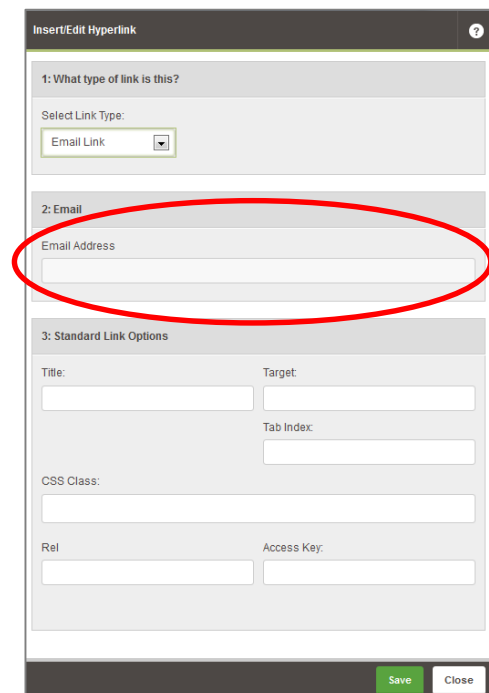 Insert/Edit Hyperlink ?
1: What type of link is this?
Select Link Type:
Email Link
2: Email
Email Address
3: Standard Link Options
Title: Target:
Tab Index:
CSS Class:
Rel Access Key:
Save Close